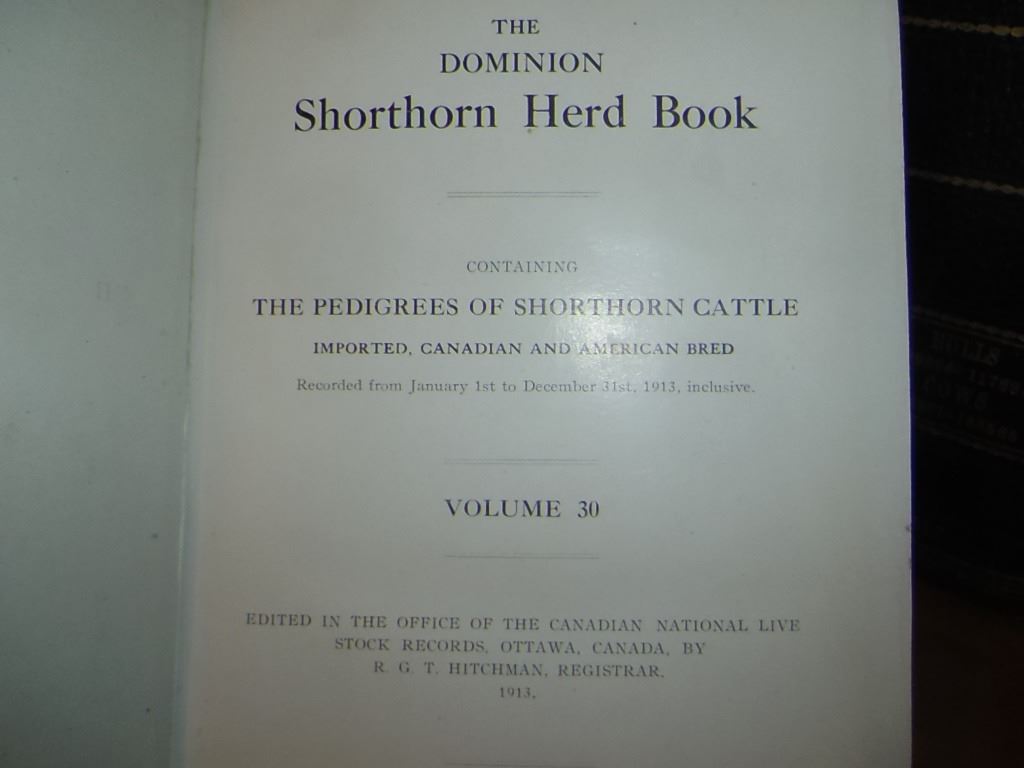 THE
DOMINION
Shorthorn Herd Book
CONTAINING
THE PEDIGREES OF SHORTHORN CATTLE
IMPORTED, CANADIAN AND AMERICAN BRED
Recorded from January 1st to December 31st, 1913, inclusive.
VOLUME 30
EDITED IN THE OFFICE OF THE CANADIAN NATIONAL LIVE
STOCK RECORDS, OTTAWA, CANADA, BY
R. G. T. HITCHMAN, REGISTRAR.
1913.
BULLS
COWS